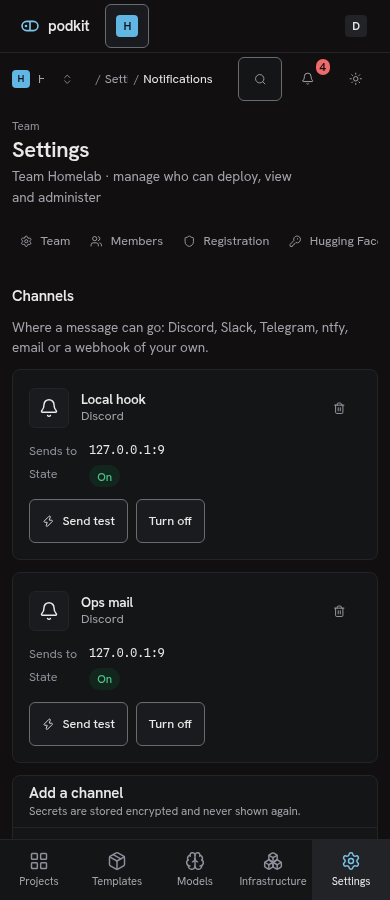 podkit
H
D
H
/ Sett / Notifications
4
Team
Settings
Team Homelab · manage who can deploy, view
and administer
Team
Members
Registration
Hugging Fac
Channels
Where a message can go: Discord, Slack, Telegram, ntfy,
email or a webhook of your own.
Local hook
Discord
Sends to 127.0.0.1:9
State On
Send test
Turn off
Ops mail
Discord
Sends to 127.0.0.1:9
State On
Send test
Turn off
Add a channel
Secrets are stored encrypted and never shown again.
Projects
Templates
Models
Infrastructure
Settings